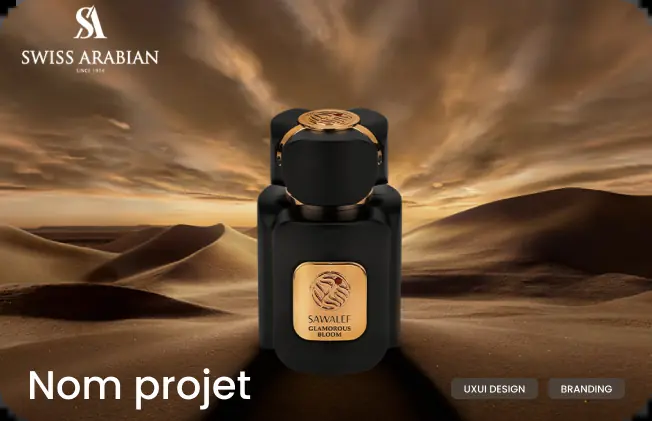 SA
SWISS ARABIAN
SINCE 1974
SAWALEF
GLAMOROUS
BLOOM
Nom projet
UXUI DESIGN
BRANDING